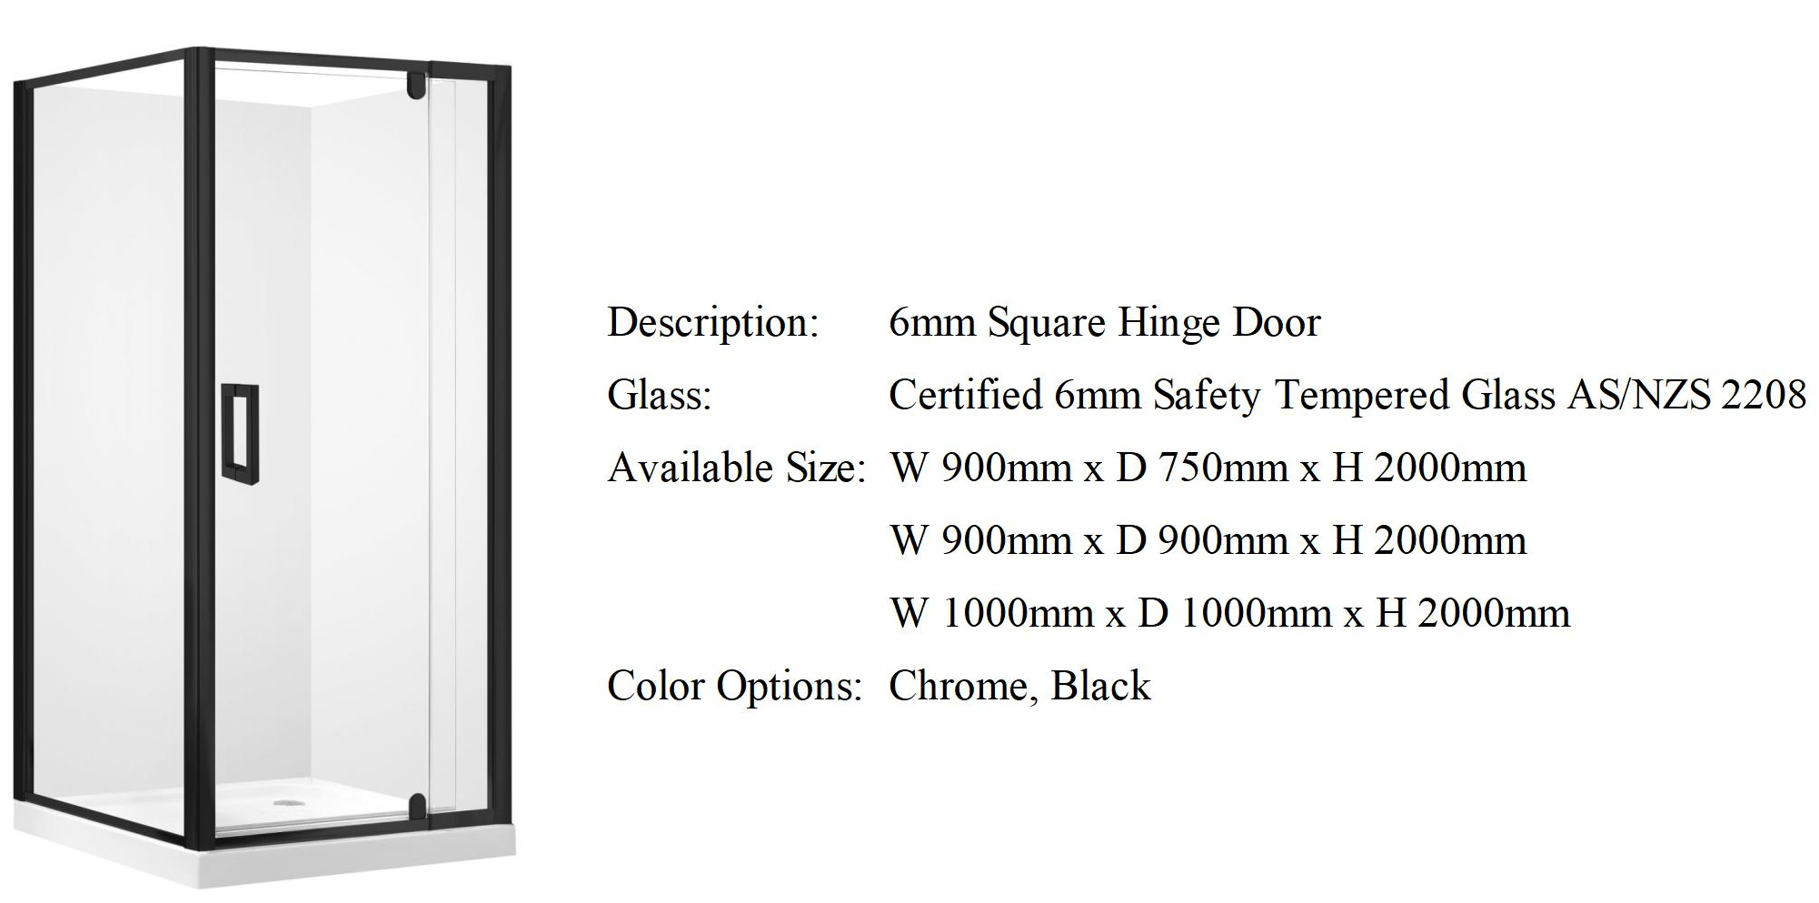 Description: 6mm Square Hinge Door
Glass: Certified 6mm Safety Tempered Glass AS/NZS 2208
Available Size: W 900mm x D 750mm x H 2000mm
W 900mm x D 900mm x H 2000mm
W 1000mm x D 1000mm x H 2000mm
Color Options: Chrome, Black